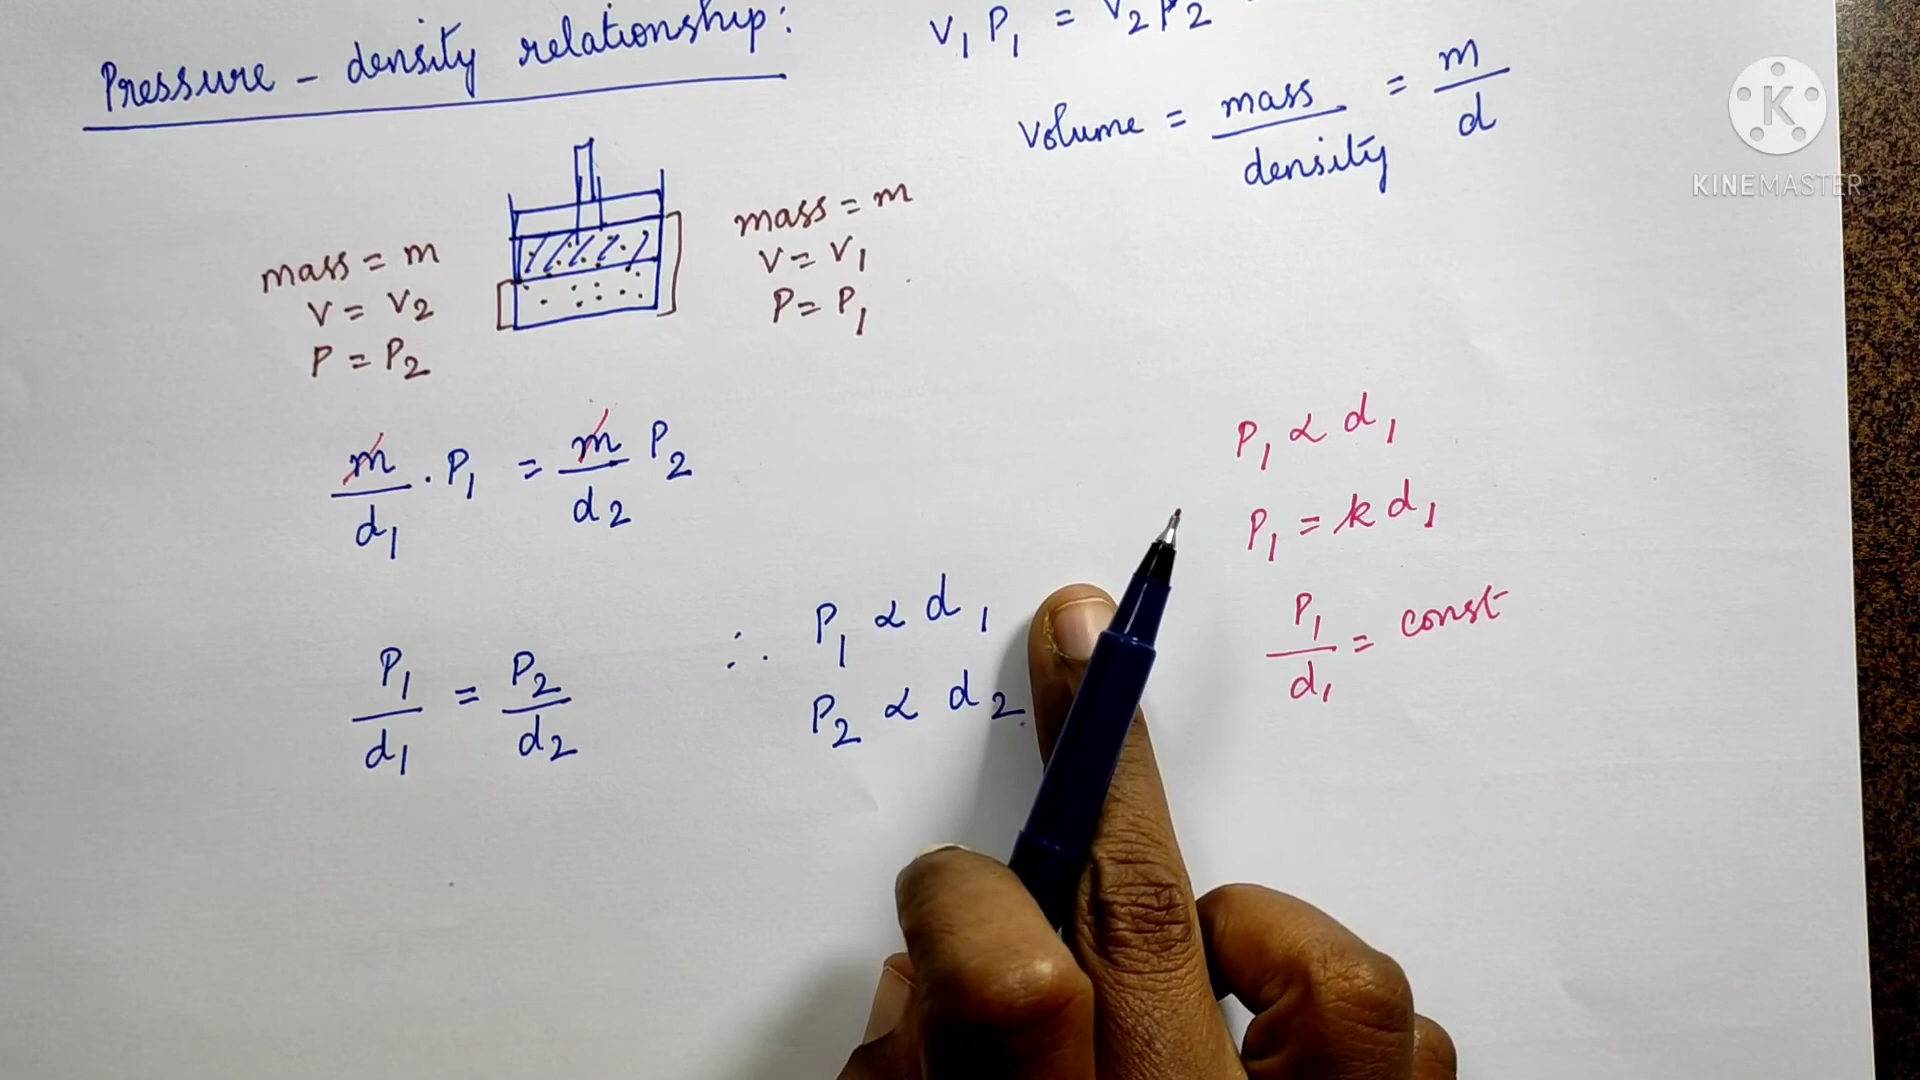 Pressure - density relationship:
V₁ P₁ = V₂ P₂
Volume = mass / density = m / d
mass = m
V = V₂
P = P₂
mass = m
V = V₁
P = P₁
m / d₁ . P₁ = m / d₂ P₂
P₁ / d₁ = P₂ / d₂
∴ P₁ ∝ d₁
P₂ ∝ d₂
P₁ ∝ d₁
P₁ = k d₁
P₁ / d₁ = const
K
KINEMASTER